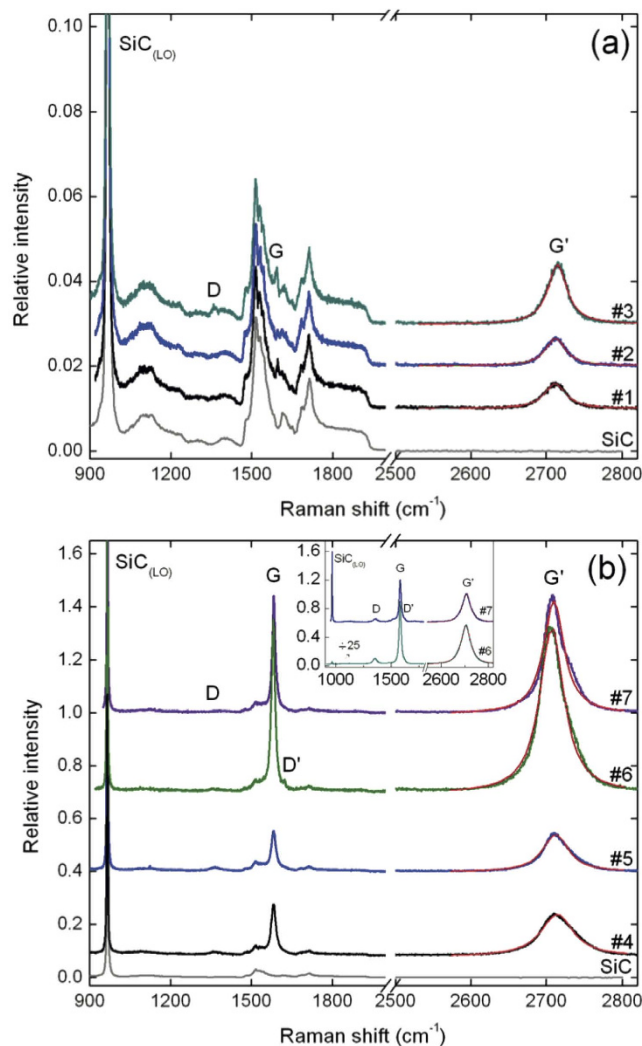 (a)
SiC(LO)
D
G
G'
#3
#2
#1
SiC
0.10
0.08
0.06
0.04
0.02
0.00
Relative intensity
900 1200 1500 1800 2500 2600 2700 2800
Raman shift (cm-1)
(b)
SiC(LO)
G
D
D'
G'
#7
#6
#5
#4
SiC
1.6
1.4
1.2
1.0
0.8
0.6
0.4
0.2
0.0
Relative intensity
1.6
1.2
0.8
0.4
0.0
SiC(LO)
G
D
D'
G'
#7
÷25
#6
1000 1500 2600 2800
900 1200 1500 1800 2500 2600 2700 2800
Raman shift (cm-1)